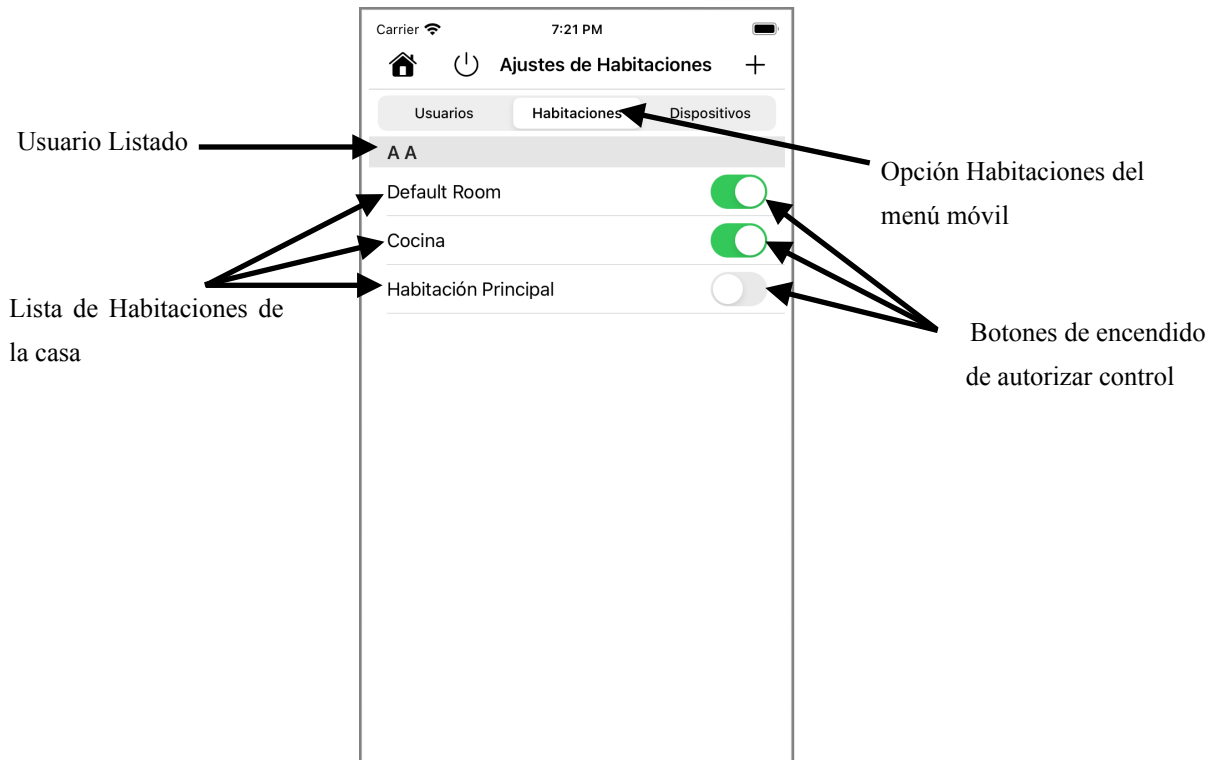 Carrier 7:21 PM
Ajustes de Habitaciones
Usuarios Habitaciones Dispositivos
Usuario Listado
A A
Opción Habitaciones del
menú móvil
Default Room
Cocina
Habitación Principal
Lista de Habitaciones de
la casa
Botones de encendido
de autorizar control